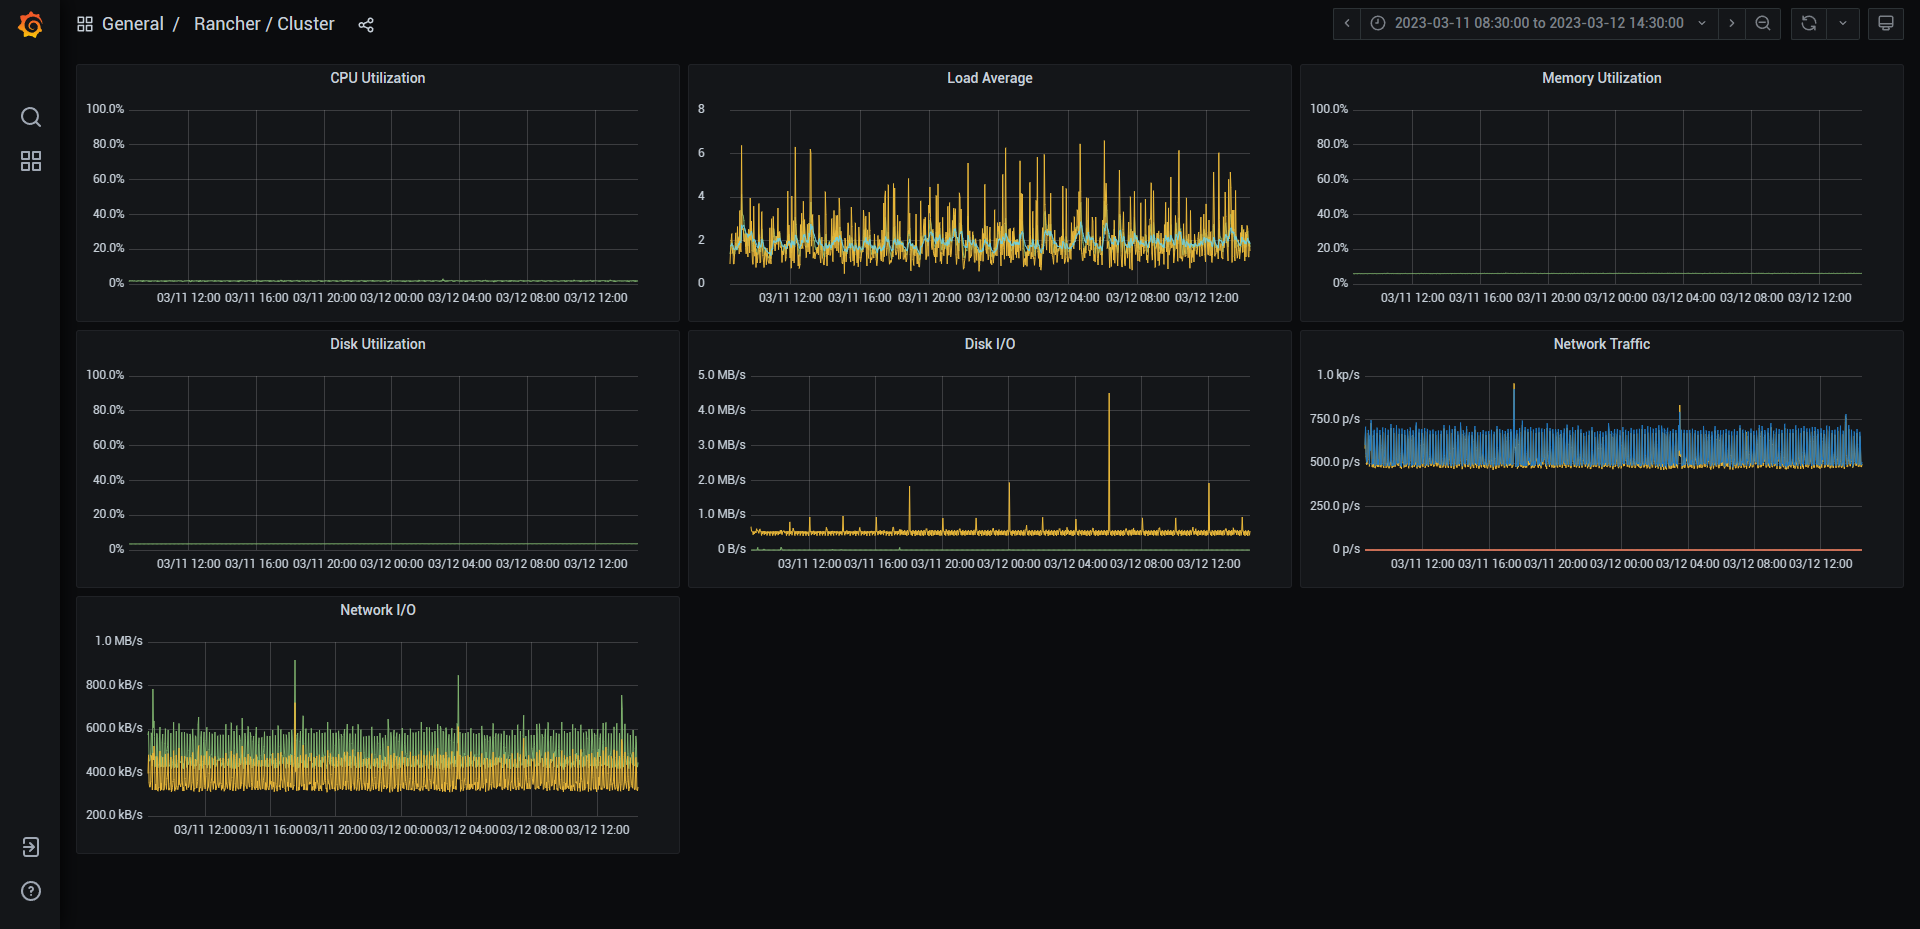 General / Rancher / Cluster
2023-03-11 08:30:00 to 2023-03-12 14:30:00
CPU Utilization
100.0%
80.0%
60.0%
40.0%
20.0%
0%
03/11 12:00 03/11 16:00 03/11 20:00 03/12 00:00 03/12 04:00 03/12 08:00 03/12 12:00
Load Average
8
6
4
2
0
03/11 12:00 03/11 16:00 03/11 20:00 03/12 00:00 03/12 04:00 03/12 08:00 03/12 12:00
Memory Utilization
100.0%
80.0%
60.0%
40.0%
20.0%
0%
03/11 12:00 03/11 16:00 03/11 20:00 03/12 00:00 03/12 04:00 03/12 08:00 03/12 12:00
Disk Utilization
100.0%
80.0%
60.0%
40.0%
20.0%
0%
03/11 12:00 03/11 16:00 03/11 20:00 03/12 00:00 03/12 04:00 03/12 08:00 03/12 12:00
Disk I/O
5.0 MB/s
4.0 MB/s
3.0 MB/s
2.0 MB/s
1.0 MB/s
0 B/s
03/11 12:00 03/11 16:00 03/11 20:00 03/12 00:00 03/12 04:00 03/12 08:00 03/12 12:00
Network Traffic
1.0 kp/s
750.0 p/s
500.0 p/s
250.0 p/s
0 p/s
03/11 12:00 03/11 16:00 03/11 20:00 03/12 00:00 03/12 04:00 03/12 08:00 03/12 12:00
Network I/O
1.0 MB/s
800.0 kB/s
600.0 kB/s
400.0 kB/s
200.0 kB/s
03/11 12:00 03/11 16:00 03/11 20:00 03/12 00:00 03/12 04:00 03/12 08:00 03/12 12:00